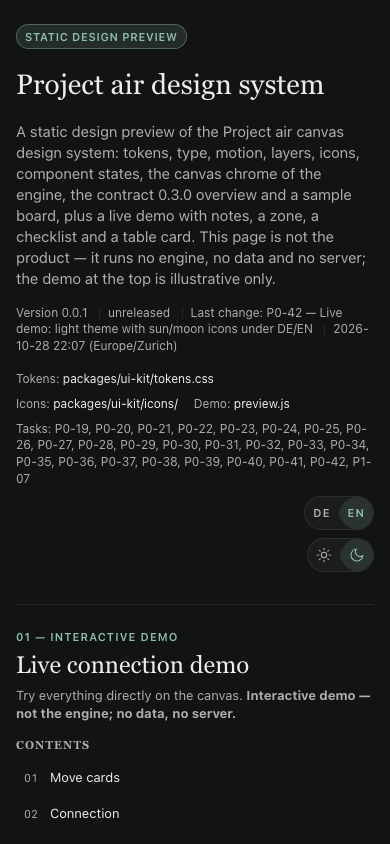 STATIC DESIGN PREVIEW
Project air design system
A static design preview of the Project air canvas
design system: tokens, type, motion, layers, icons,
component states, the canvas chrome of the
engine, the contract 0.3.0 overview and a sample
board, plus a live demo with notes, a zone, a
checklist and a table card. This page is not the
product — it runs no engine, no data and no server;
the demo at the top is illustrative only.
Version 0.0.1 | unreleased | Last change: P0-42 — Live
demo: light theme with sun/moon icons under DE/EN | 2026-
10-28 22:07 (Europe/Zurich)
Tokens: packages/ui-kit/tokens.css
Icons: packages/ui-kit/icons/ Demo: preview.js
Tasks: P0-19, P0-20, P0-21, P0-22, P0-23, P0-24, P0-25, P0-
26, P0-27, P0-28, P0-29, P0-30, P0-31, P0-32, P0-33, P0-34,
P0-35, P0-36, P0-37, P0-38, P0-39, P0-40, P0-41, P0-42, P1-
07
DE EN
01 — INTERACTIVE DEMO
Live connection demo
Try everything directly on the canvas. Interactive demo —
not the engine; no data, no server.
CONTENTS
01 Move cards
02 Connection